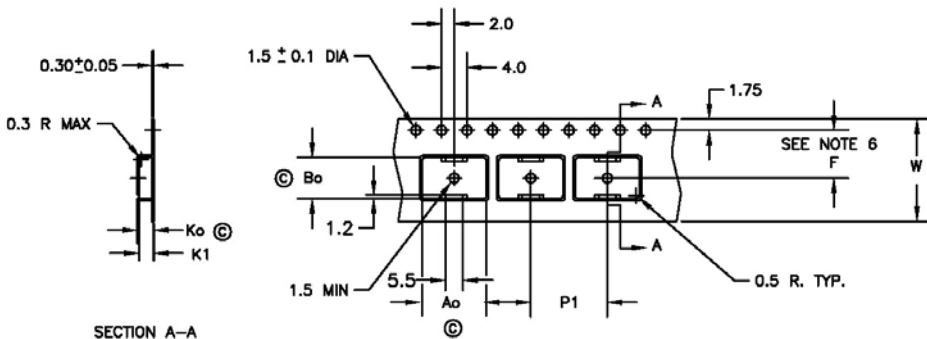 2.0
1.5 ± 0.1 DIA
4.0
0.30±0.05
A
1.75
0.3 R MAX
SEE NOTE 6
F
W
Ⓒ Bo
Ko Ⓒ
1.2
K1
A
5.5
1.5 MIN
0.5 R. TYP.
Ao
P1
Ⓒ
SECTION A-A